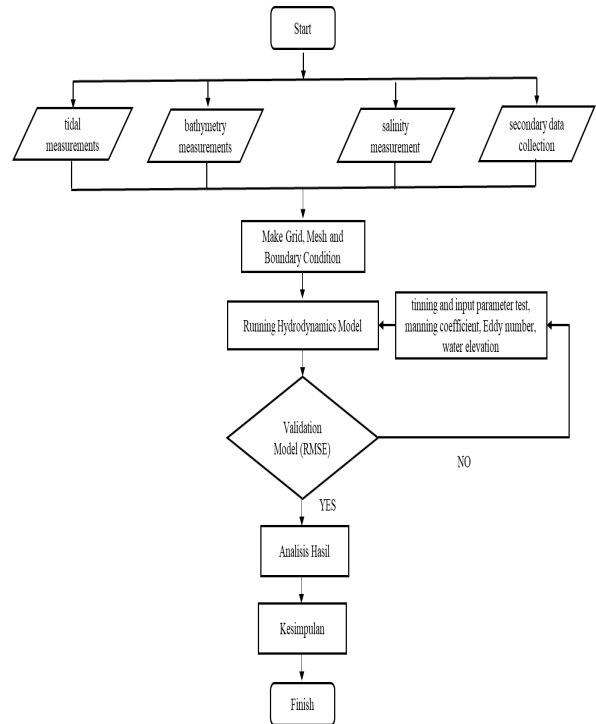 Start
tidal
measurements
bathymetry
measurements
salinity
measurement
secondary data
collection
Make Grid, Mesh and
Boundary Condition
Running Hydrodynamics Model
tinning and input parameter test,
manning coefficient, Eddy number,
water elevation
Validation
Model (RMSE)
NO
YES
Analisis Hasil
Kesimpulan
Finish